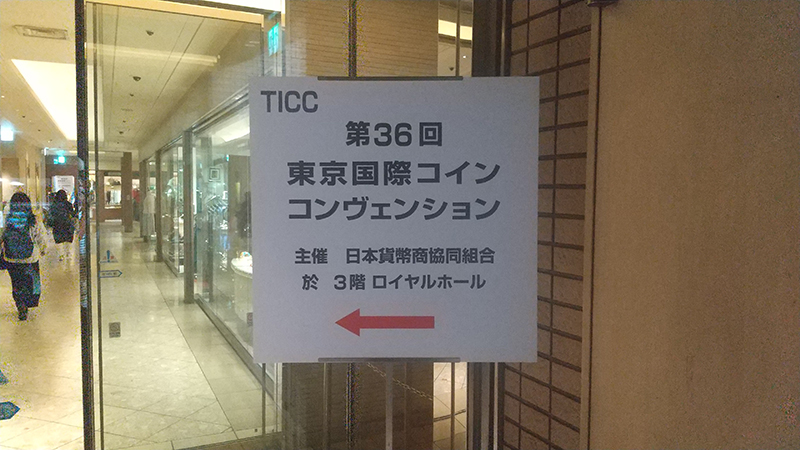 TICC
第36回
東京国際コイン
コンヴェンション
主催　日本貨幣商協同組合
於　3階 ロイヤルホール